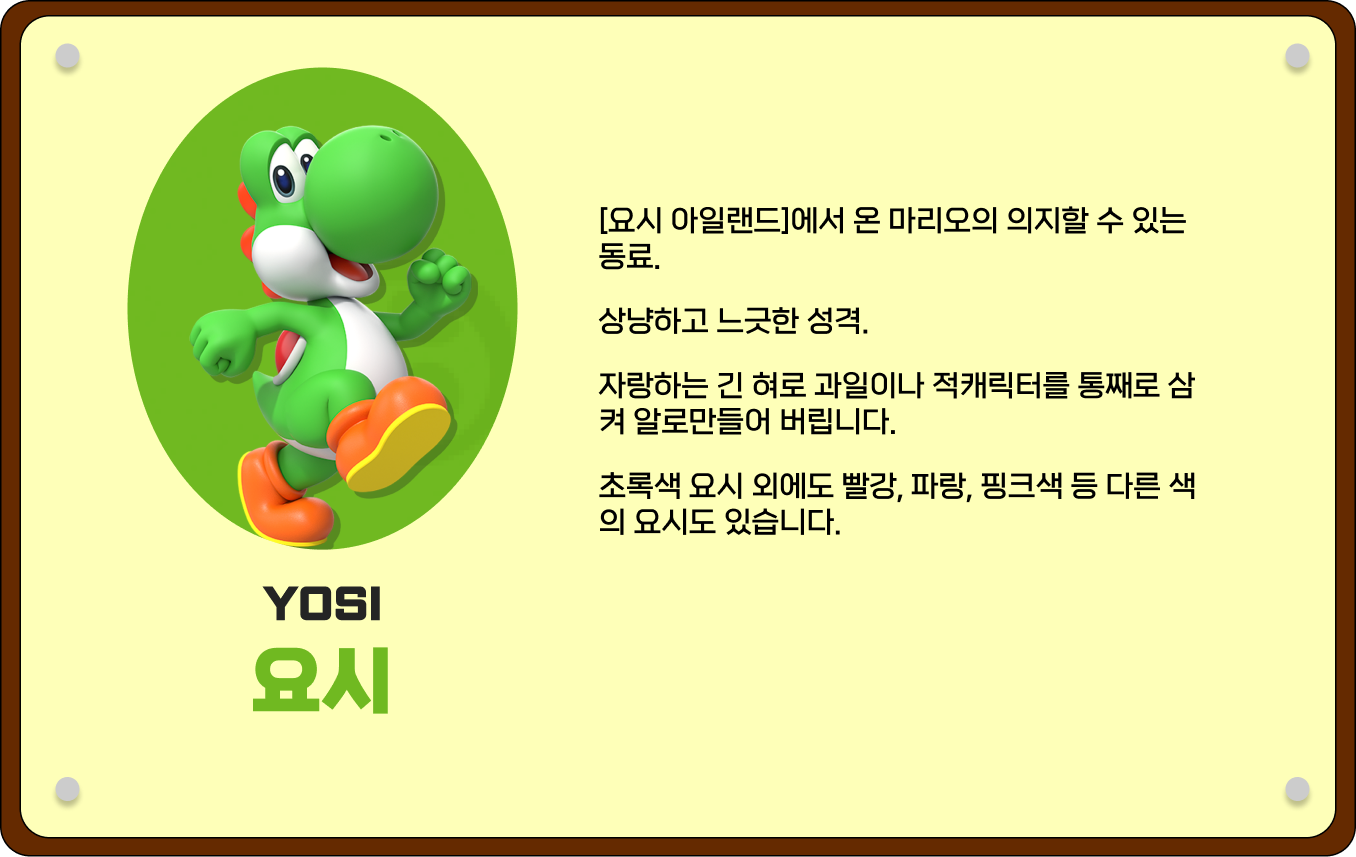 [요시 아일랜드]에서 온 마리오의 의지할 수 있는
동료.
상냥하고 느긋한 성격.
자랑하는 긴 혀로 과일이나 적캐릭터를 통째로 삼
켜 알로만들어 버립니다.
초록색 요시 외에도 빨강, 파랑, 핑크색 등 다른 색
의 요시도 있습니다.
YOSI
요시